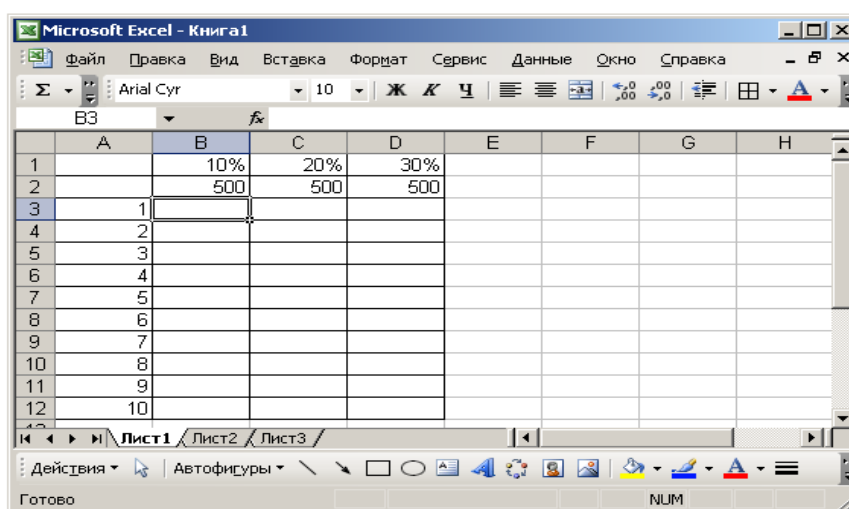 Microsoft Excel - Книга1
Файл Правка Вид Вставка Формат Сервис Данные Окно Справка
Σ Arial Cyr 10 Ж К Ч
B3 fx
A B C D E F G H
1 10% 20% 30%
2 500 500 500
3 1
4 2
5 3
6 4
7 5
8 6
9 7
10 8
11 9
12 10
Лист1 Лист2 Лист3
Действия Автофигуры
Готово NUM